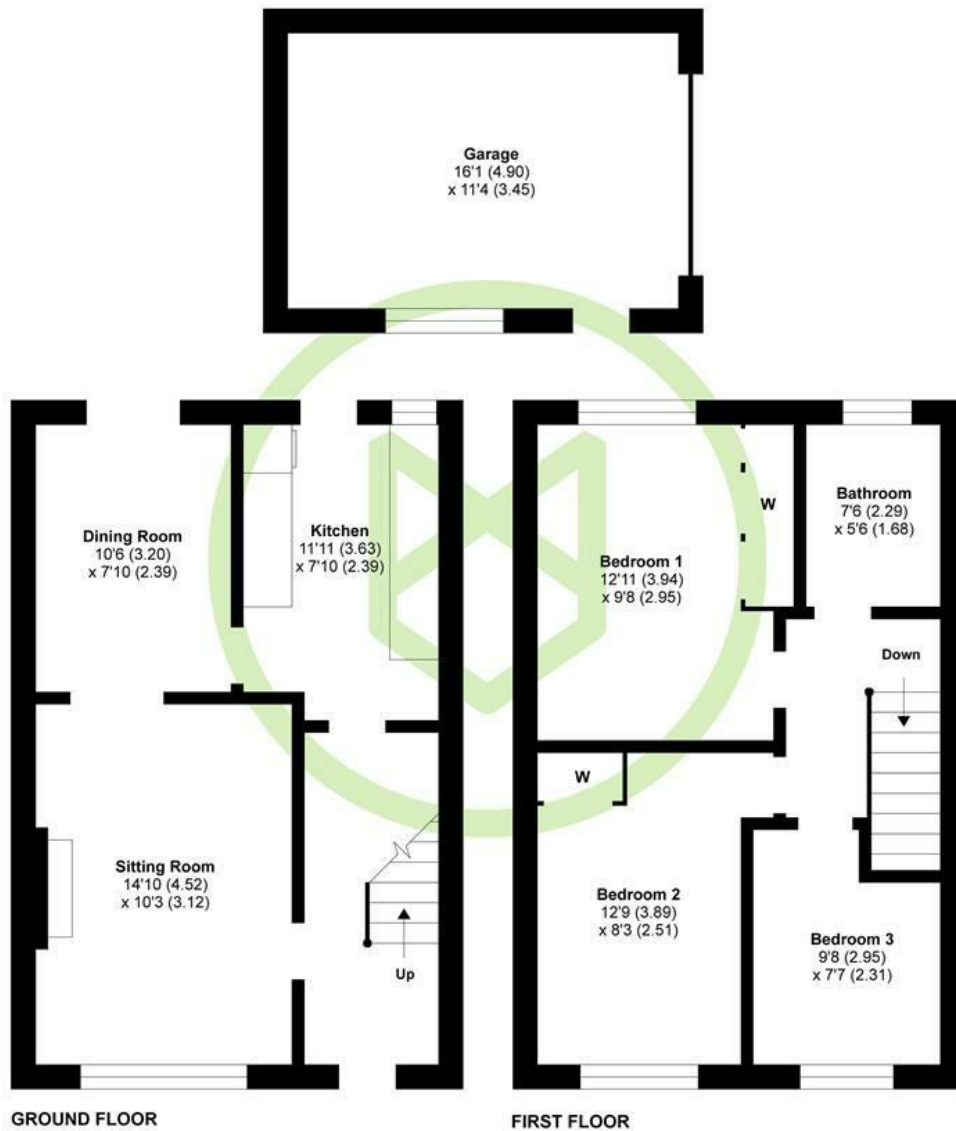 Garage
16'1 (4.90)
x 11'4 (3.45)
Dining Room
10'6 (3.20)
x 7'10 (2.39)
Kitchen
11'11 (3.63)
x 7'10 (2.39)
Sitting Room
14'10 (4.52)
x 10'3 (3.12)
Up
GROUND FLOOR
Bedroom 1
12'11 (3.94)
x 9'8 (2.95)
W
Bathroom
7'6 (2.29)
x 5'6 (1.68)
Down
W
Bedroom 2
12'9 (3.89)
x 8'3 (2.51)
Bedroom 3
9'8 (2.95)
x 7'7 (2.31)
FIRST FLOOR